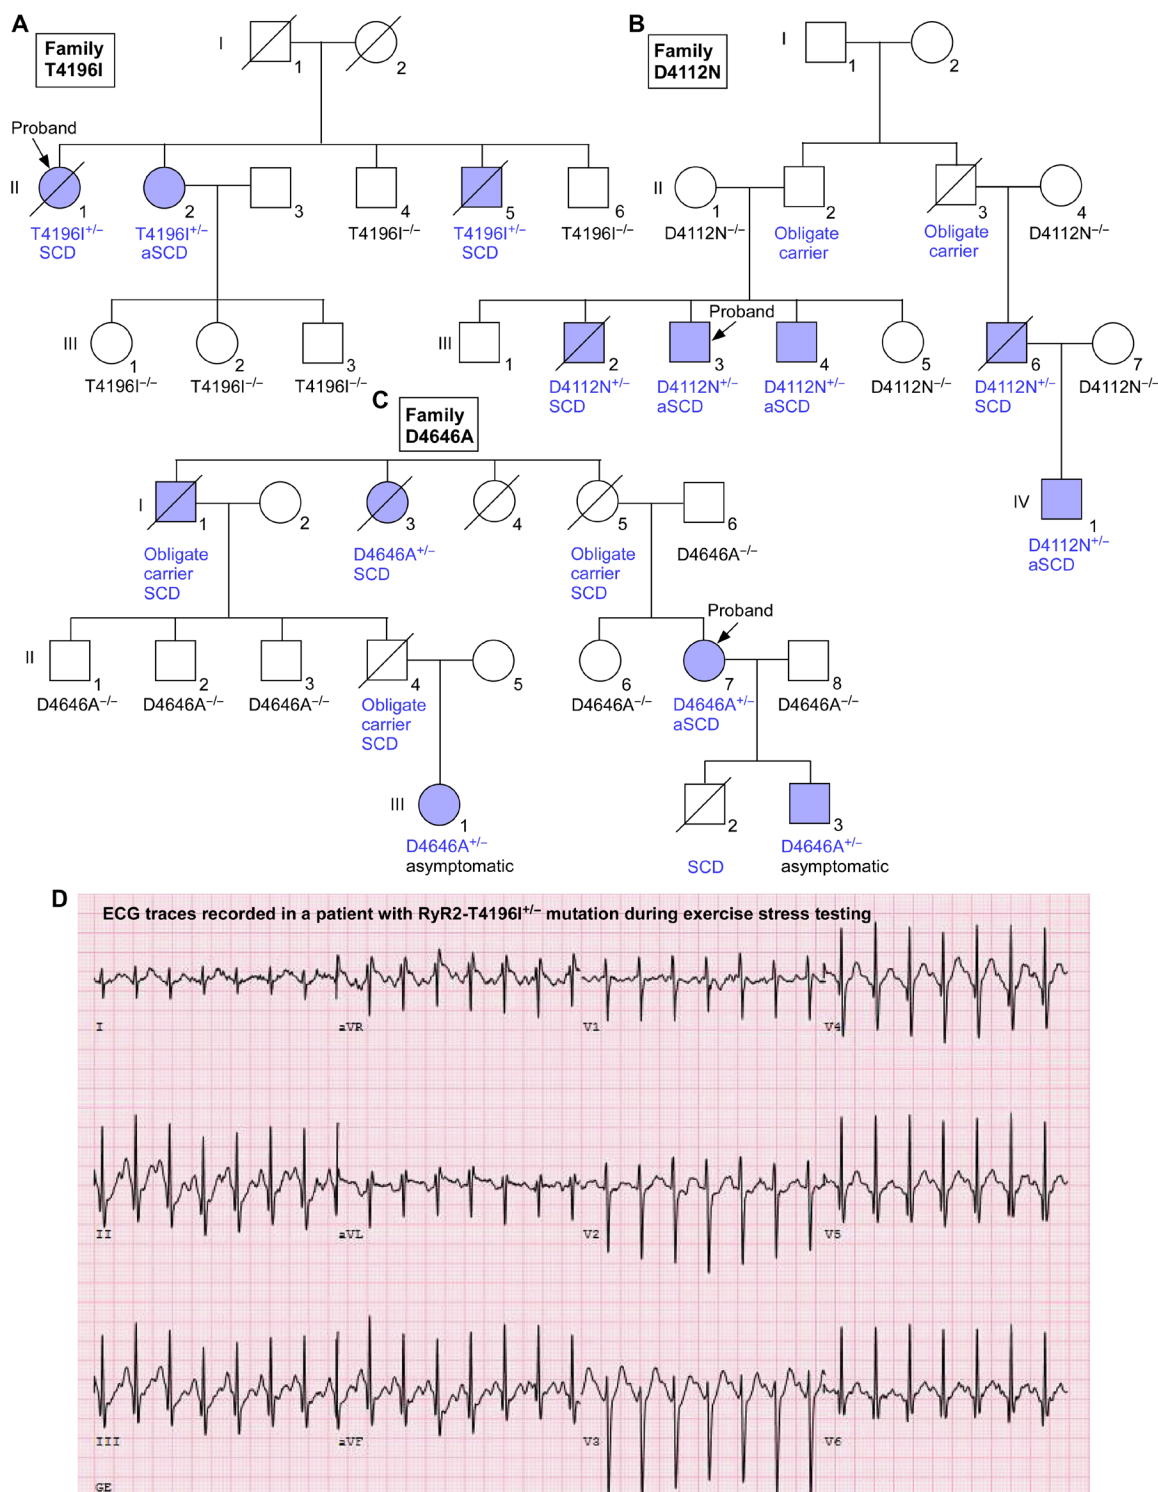 A
Family
T4196I
I
1
2
Proband
II
1
2
3
4
5
6
T4196I+/–
SCD
T4196I+/–
aSCD
T4196I–/–
T4196I+/–
SCD
T4196I–/–
III
1
2
3
T4196I–/–
T4196I–/–
T4196I–/–
B
Family
D4112N
I
1
2
II
1
2
3
4
D4112N–/–
Obligate
carrier
Obligate
carrier
D4112N–/–
Proband
III
1
2
3
4
5
6
7
D4112N+/–
SCD
D4112N+/–
aSCD
D4112N+/–
aSCD
D4112N–/–
D4112N+/–
SCD
D4112N–/–
IV
1
D4112N+/–
aSCD
C
Family
D4646A
I
1
2
3
4
5
6
Obligate
carrier
SCD
D4646A+/–
SCD
Obligate
carrier
SCD
D4646A–/–
Proband
II
1
2
3
4
5
6
7
8
D4646A–/–
D4646A–/–
D4646A–/–
Obligate
carrier
SCD
D4646A–/–
D4646A+/–
aSCD
D4646A–/–
III
1
2
3
D4646A+/–
asymptomatic
SCD
D4646A+/–
asymptomatic
D
ECG traces recorded in a patient with RyR2-T4196I+/– mutation during exercise stress testing
I
aVR
V1
V4
II
aVL
V2
V5
III
aVF
V3
V6
GE